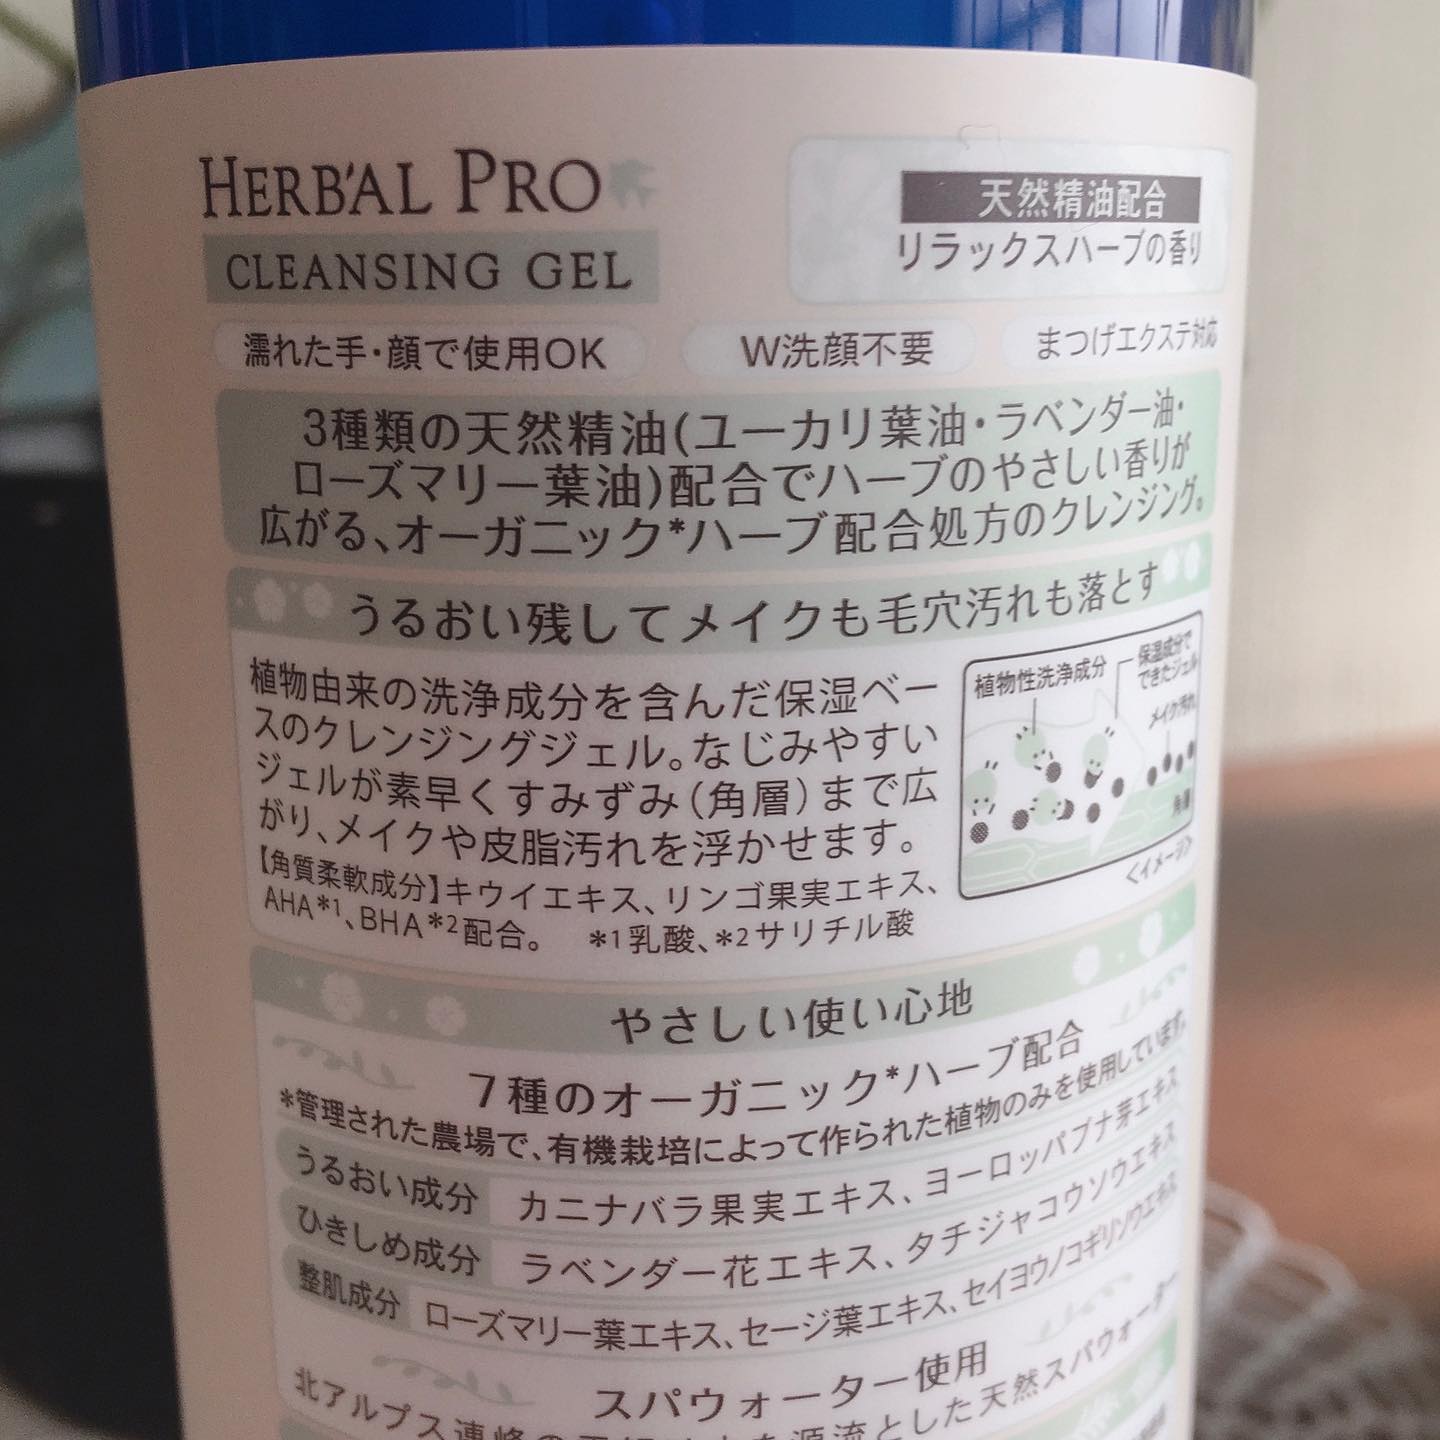 HERB'AL PRO
CLEANSING GEL
天然精油配合
リラックスハーブの香り
濡れた手・顔で使用OK
W洗顔不要
まつげエクステ対応
3種類の天然精油(ユーカリ葉油・ラベンダー油・
ローズマリー葉油)配合でハーブのやさしい香りが
広がる、オーガニック*ハーブ配合処方のクレンジング。
うるおい残してメイクも毛穴汚れも落とす
植物由来の洗浄成分を含んだ保湿ベー
スのクレンジングジェル。なじみやすい
ジェルが素早くすみずみ(角層)まで広
がり、メイクや皮脂汚れを浮かせます。
【角質柔軟成分】キウイエキス、リンゴ果実エキス、
AHA*1、BHA*2配合。 *1乳酸、*2サリチル酸
植物性洗浄成分
保湿成分で
できたジェル
メイク汚れ
角層
<イメージ>
やさしい使い心地
7種のオーガニック*ハーブ配合
*管理された農場で、有機栽培によって作られた植物のみを使用しています。
うるおい成分 カニナバラ果実エキス、ヨーロッパブナ芽エキス
ひきしめ成分 ラベンダー花エキス、タチジャコウソウエキス
整肌成分 ローズマリー葉エキス、セージ葉エキス、セイヨウノコギリソウエキス
スパウォーター使用
北アルプス連峰の
を源流とした天然スパウォーター